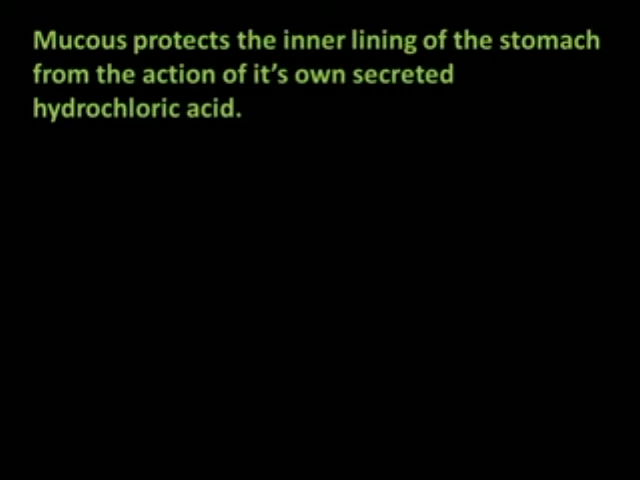 Mucous protects the inner lining of the stomach
from the action of it’s own secreted
hydrochloric acid.